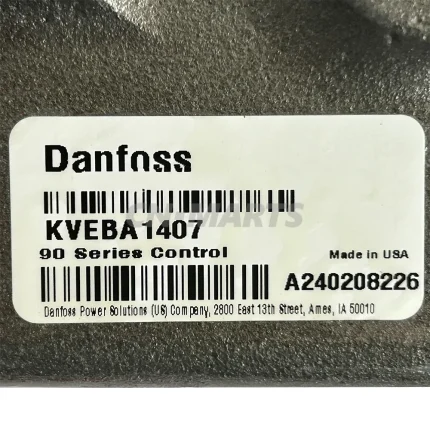 Danfoss
CNIMARTS
KVEBA1407
90 Series Control
Made in USA
A240208226
Danfoss Power Solutions (US) Company, 2800 East 13th Street, Ames, IA 50010